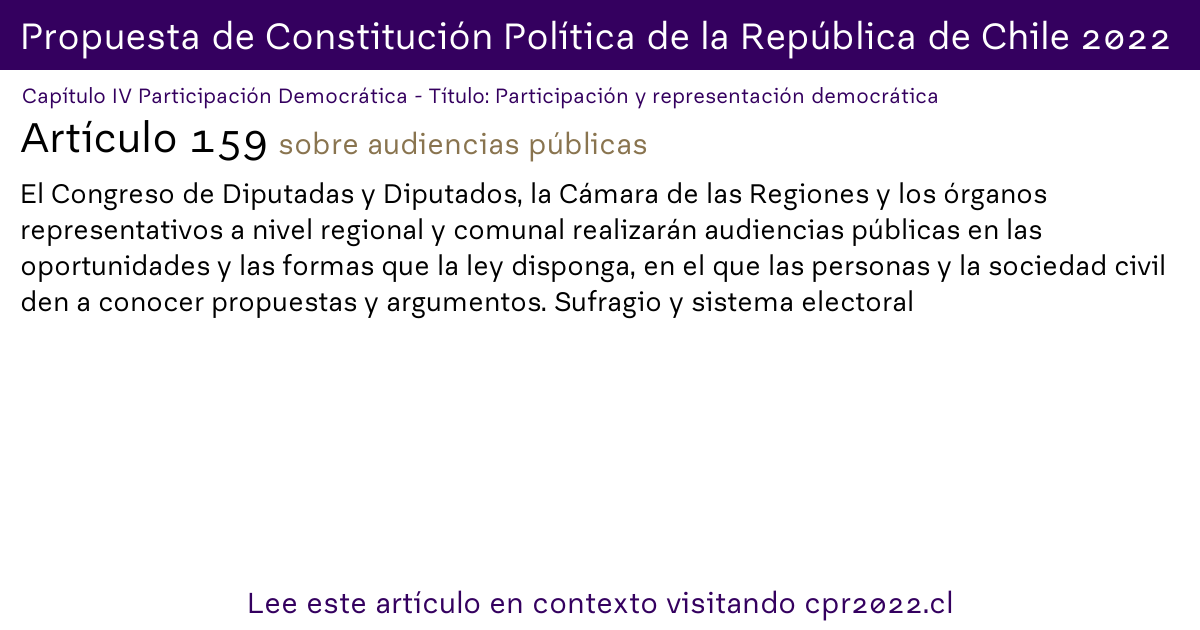 Propuesta de Constitución Política de la República de Chile 2022
Capítulo IV Participación Democrática - Título: Participación y representación democrática
Artículo 159 sobre audiencias públicas
El Congreso de Diputadas y Diputados, la Cámara de las Regiones y los órganos
representativos a nivel regional y comunal realizarán audiencias públicas en las
oportunidades y las formas que la ley disponga, en el que las personas y la sociedad civil
den a conocer propuestas y argumentos. Sufragio y sistema electoral
Lee este artículo en contexto visitando cpr2022.cl